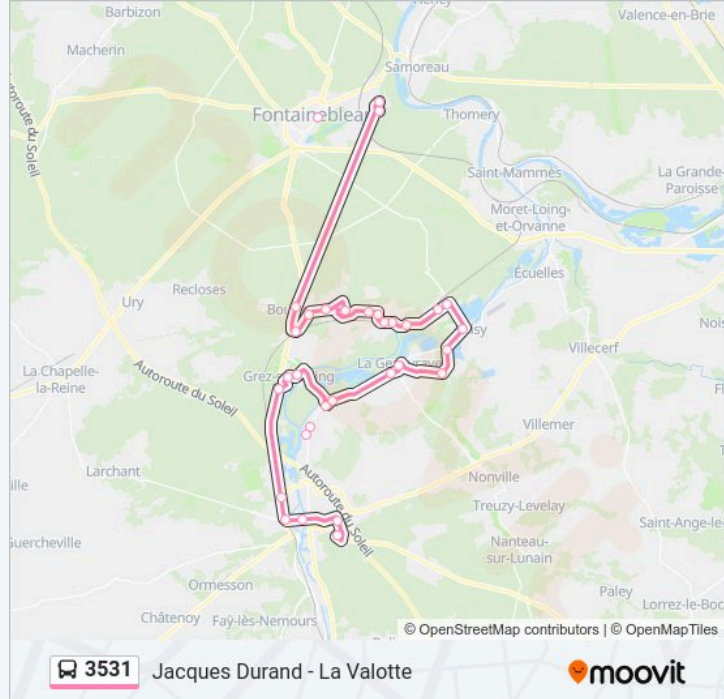 Valence-en-Brie
Barbizon
Macherin
Samoreau
Autoroute du Soleil
Fontainebleau
Thomery
Saint-Mammès
La Grande-
Paroisse
Moret-Loing-
et-Orvanne
Écuelles
Recloses
Ury
La Chapelle-
la-Reine
Autoroute du Soleil
Villecerf
Villemer
Larchant
Autoroute du Soleil
Nonville
Treuzy-Levelay
Saint-Ange-le-
Guercheville
Nanteau-
sur-Lunain
Ormesson
Paley
Lorrez-le-Boc
Châtenoy
Faÿ-lès-Nemours
© OpenStreetMap contributors | © OpenMapTiles
3531 Jacques Durand - La Valotte
moovit